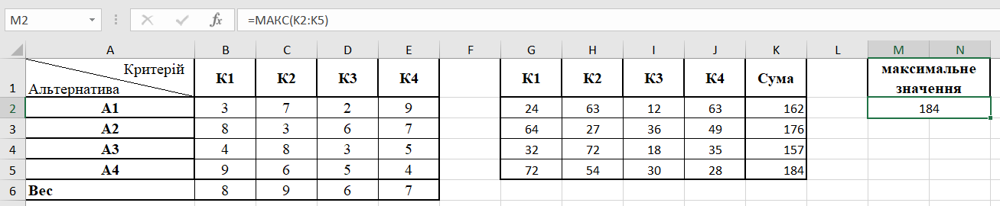 M2 =МАКС(K2:K5)
A B C D E F G H I J K L M N
1 Критерій Альтернатива К1 К2 К3 К4 К1 К2 К3 К4 Сума максимальне значення
2 А1 3 7 2 9 24 63 12 63 162 184
3 А2 8 3 6 7 64 27 36 49 176
4 А3 4 8 3 5 32 72 18 35 157
5 А4 9 6 5 4 72 54 30 28 184
6 Вес 8 9 6 7